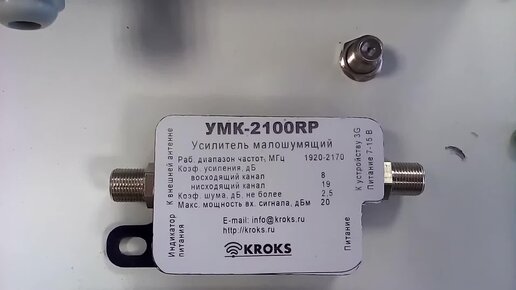 УМК-2100RP
Усилитель малошумящий
Раб. диапазон частот, МГц 1920-2170
Коэф. усиления, дБ
восходящий канал 8
нисходящий канал 19
Коэф. шума, дБ, не более 2,5
Макс. мощность вх. сигнала, дБм 20
E-mail: info@kroks.ru
http://kroks.ru
KROKS
К внешней антенне
Индикатор питания
К устройству 3G
Питание 7-15 В
Питание